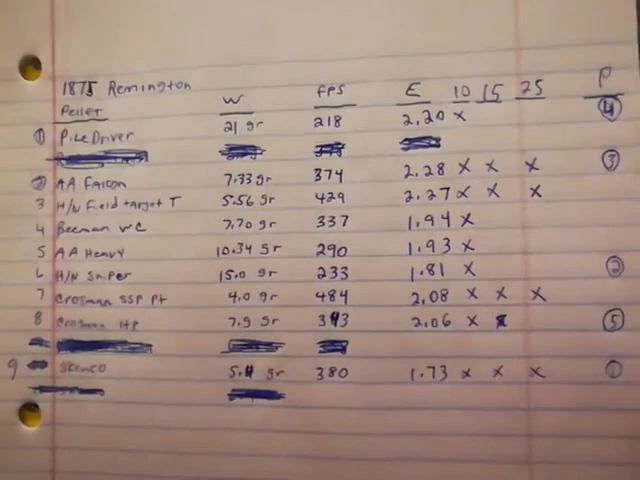 1875 Remington
Pellet W FPS E 10 15 25 P
① PileDriver 21 gr 218 2.20 x ④
② AA Falcon 7.33 gr 374 2.28 x x x ③
3 H/N Field target T 5.56 gr 429 2.27 x x x
4 Beeman WC 7.70 gr 337 1.94 x
5 AA Heavy 10.34 gr 290 1.93 x
6 H/N Sniper 15.0 gr 233 1.81 x ②
7 Crosman SSP Pt 4.0 gr 484 2.08 x x x
8 Crosman HP 7.9 gr 343 2.06 x x ⑤
9 Skenco 5.4 gr 380 1.73 x x x ①